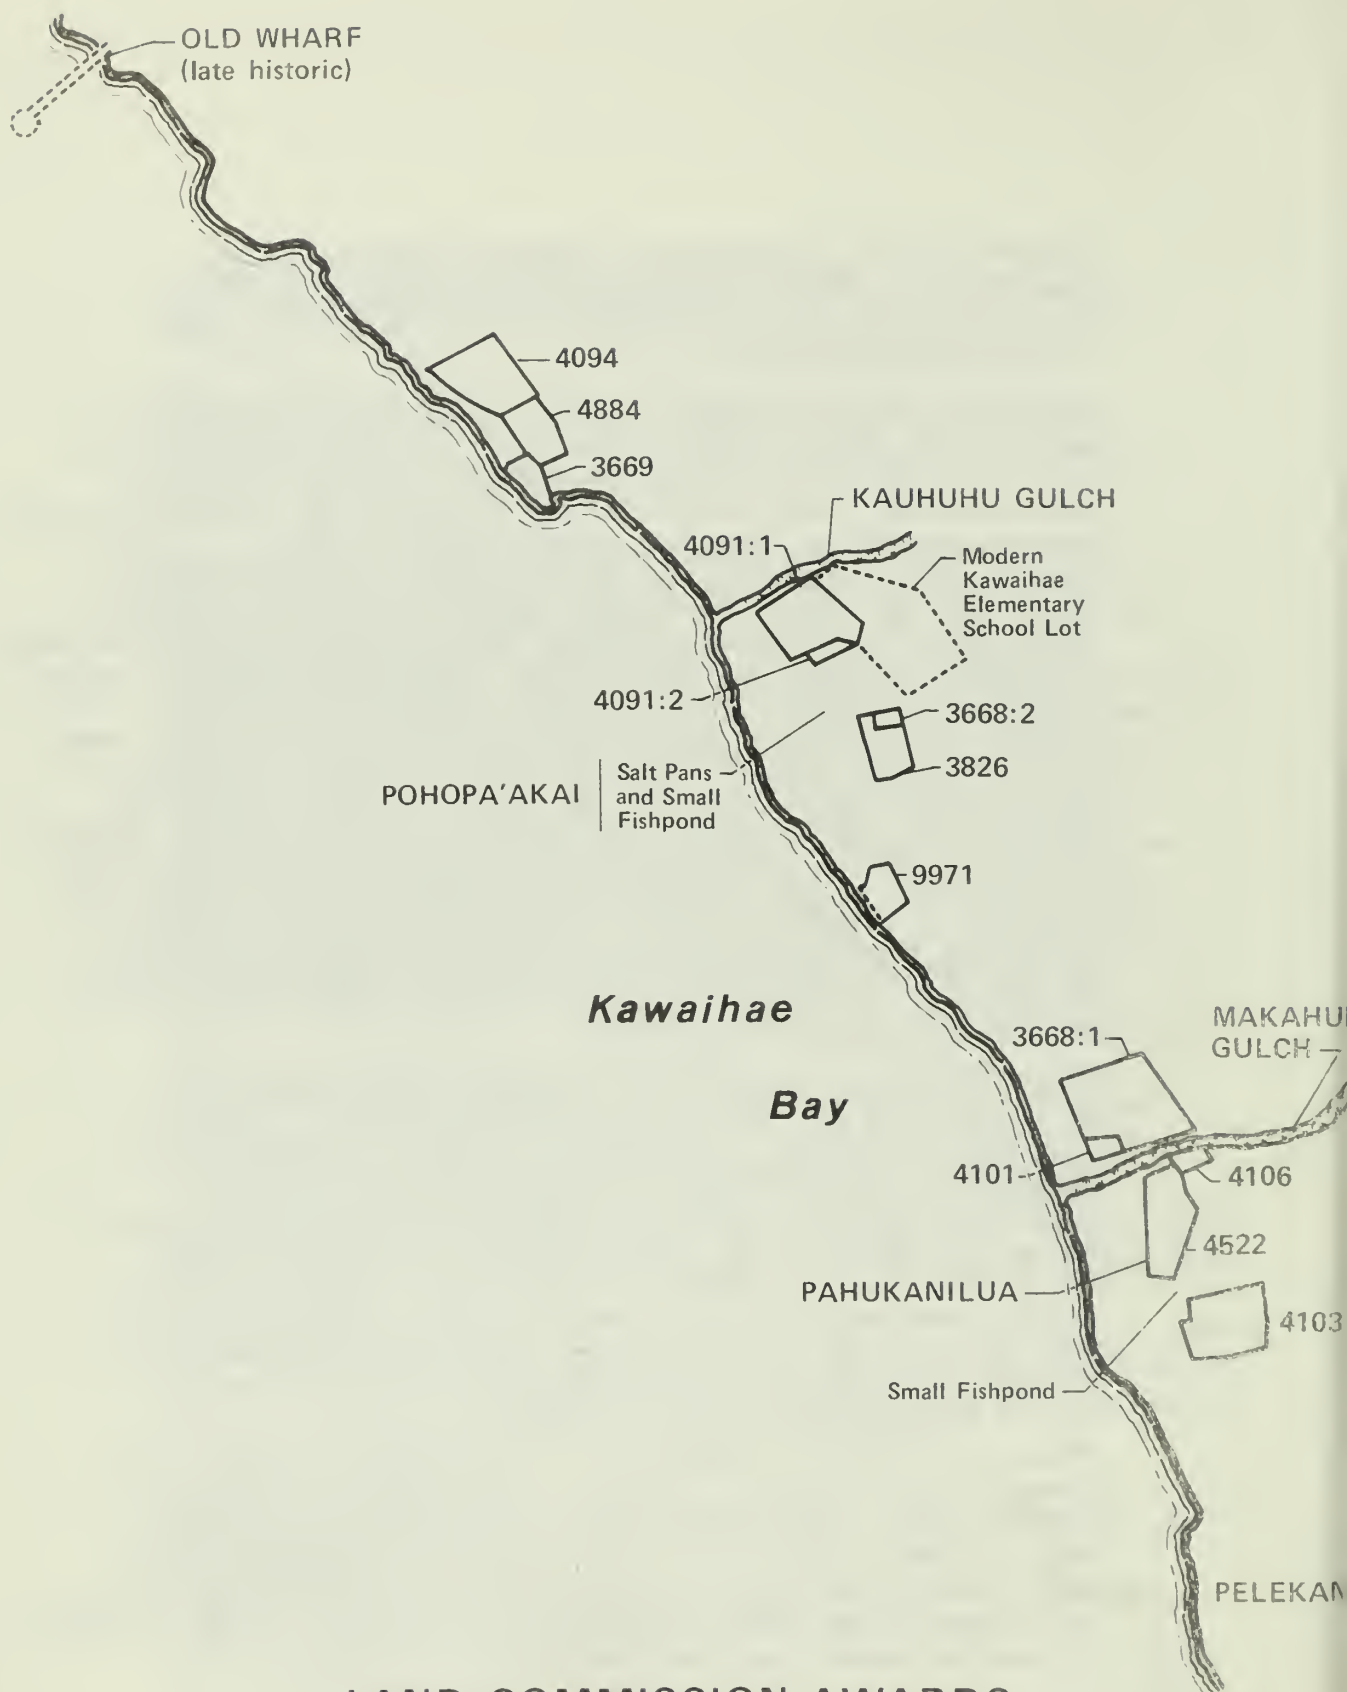 OLD WHARF
(late historic)
4094
4884
3669
KAUHUHU GULCH
4091:1
Modern
Kawaihae
Elementary
School Lot
4091:2
3668:2
3826
POHOPA'AKAI
Salt Pans
and Small
Fishpond
9971
Kawaihae
Bay
3668:1
GULCH
4101
4106
4522
PAHUKANILUA
4103
Small Fishpond
LAND COMMISSION AWARDS